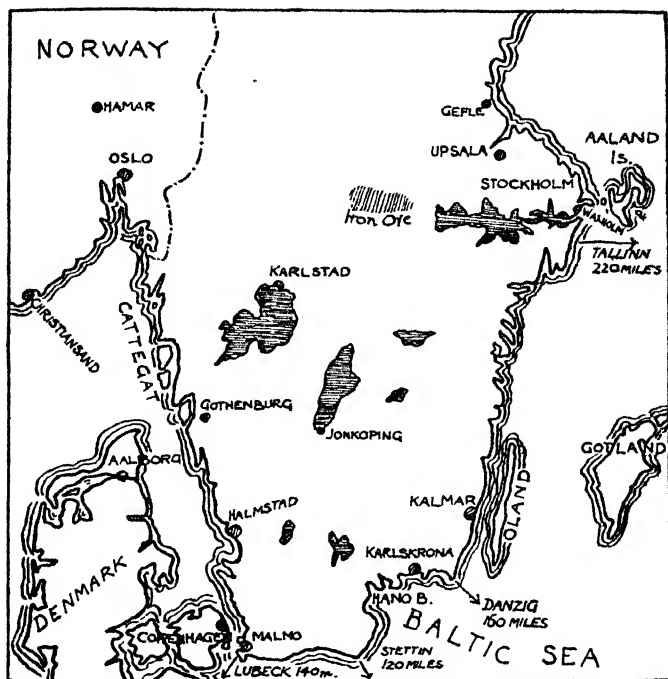 NORWAY
HAMAR
GEFLE
OSLO
UPSALA
AALAND
Is.
STOCKHOLM
Iron Ore
WAXHOLM
TALLINN
220 MILES
KARLSTAD
CHRISTIANSAND
CATTEGAT
GOTHENBURG
JONKOPING
GOTLAND
AALBORG
HALMSTAD
KALMAR
OLAND
KARLSKRONA
DENMARK
HANO B.
DANZIG
160 MILES
COPENHAGEN
MALMO
BALTIC SEA
STETTIN
120 MILES
LUBECK 140m.